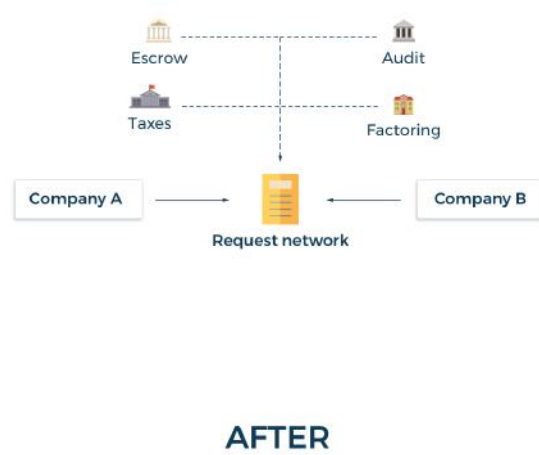 Escrow
Audit
Taxes
Factoring
Company A
Company B
Request network
AFTER